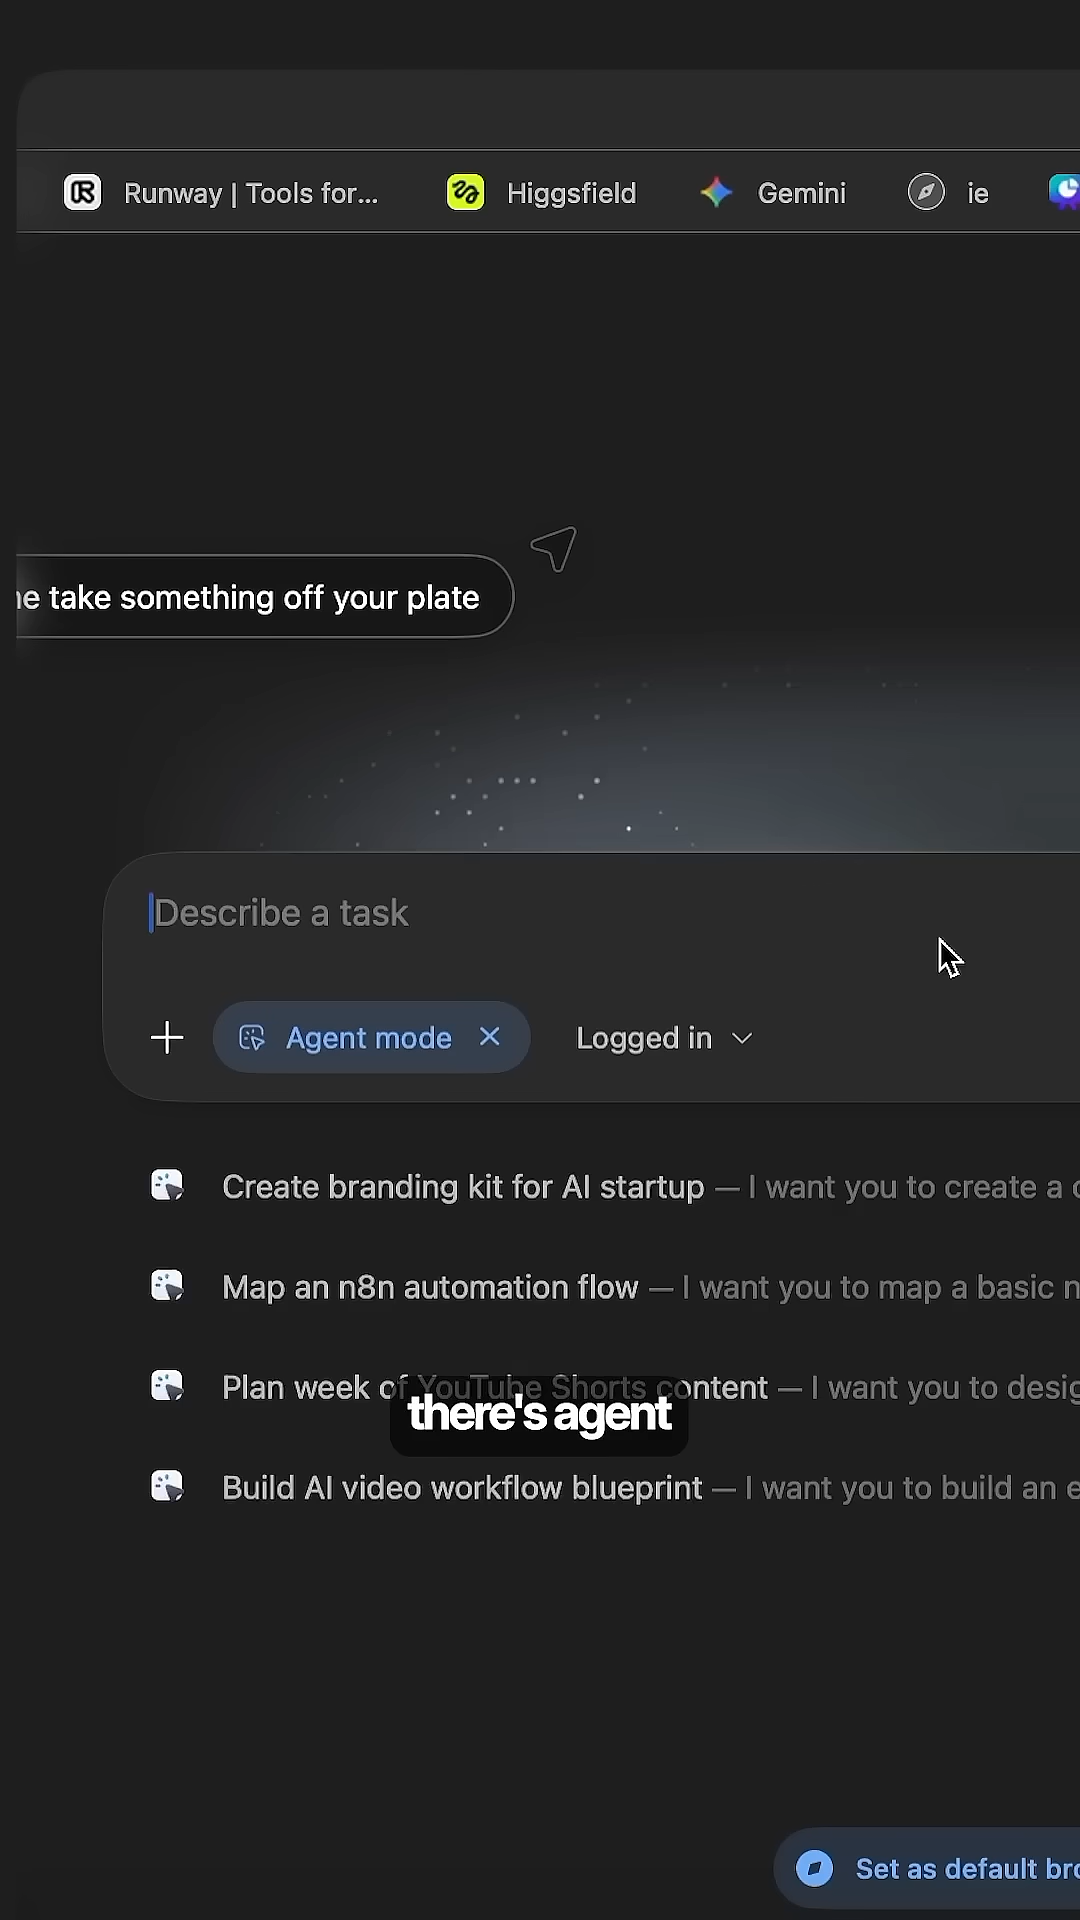 Runway | Tools for...
Higgsfield
Gemini
ie
take something off your plate
Describe a task
Agent mode
Logged in
Create branding kit for AI startup — I want you to create a
Map an n8n automation flow — I want you to map a basic
Plan week of YouTube Shorts content — I want you to
there's agent
Build AI video workflow blueprint — I want you to build an
Set as default